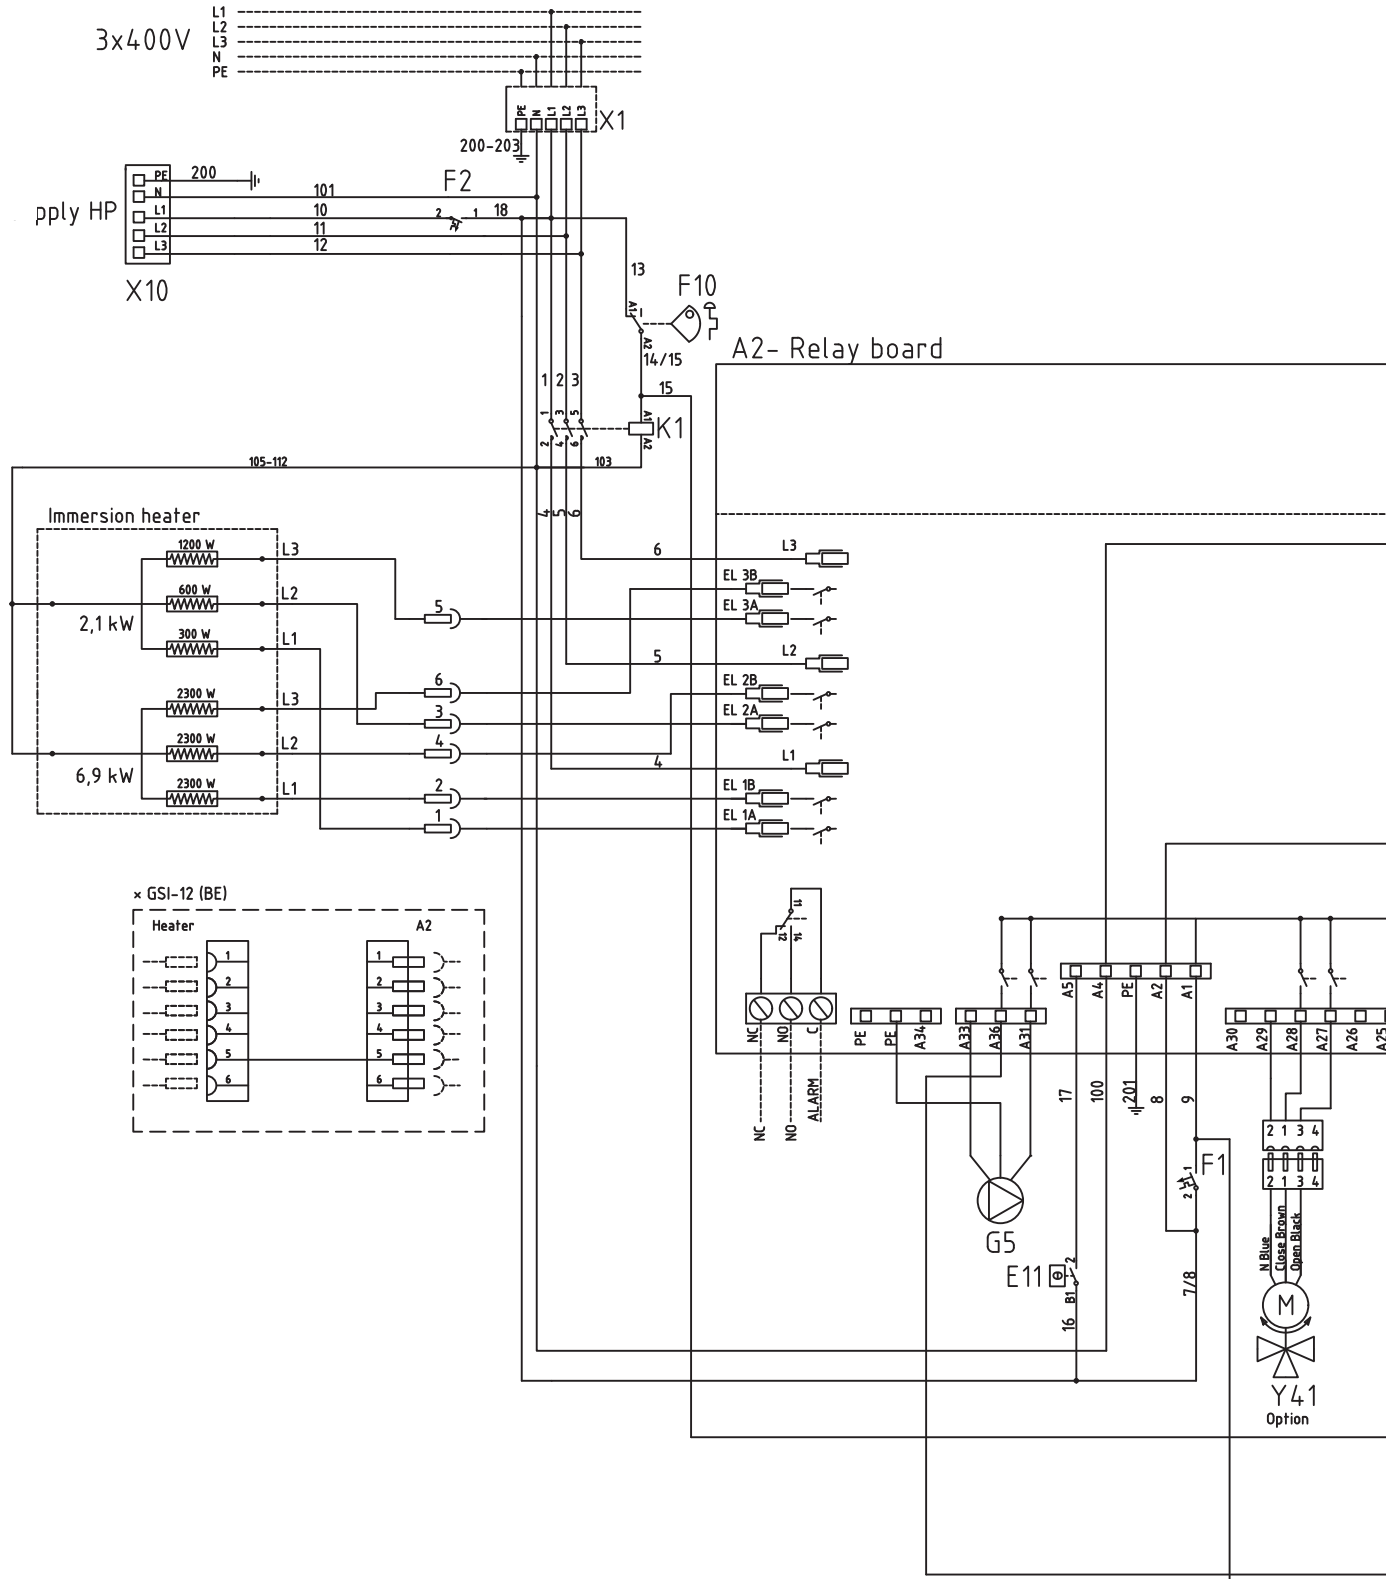 L1
L2
L3
N
PE
3x400V
PE
N
L1
L2
L3
X1
200-203
PE
N
L1
L2
L3
200
101
10
11
12
F2
2
1
18
pply HP
X10
13
F10
A1
A2
14/15
15
A2- Relay board
1 2 3
1
3
5
2
4
6
A1
A2
K1
105-112
103
4
5
6
Immersion heater
1200 W
L3
600 W
L2
2,1 kW
300 W
L1
2300 W
L3
2300 W
L2
6,9 kW
2300 W
L1
5
6
3
4
2
1
6
5
4
L3
EL 3B
EL 3A
L2
EL 2B
EL 2A
L1
EL 1B
EL 1A
× GSI-12 (BE)
Heater
A2
1
2
3
4
5
6
1
2
3
4
5
6
11
12
14
NC
NO
C
NC
NO
ALARM
PE
PE
A34
A33
A36
A31
A5
A4
PE
A2
A1
A30
A29
A28
A27
A26
A25
17
100
201
8
9
G5
E11
2
B1
16
F1
1
2
7/8
2 1 3 4
2 1 3 4
N Blue
Close Brown
Open Black
M
Y41
Option